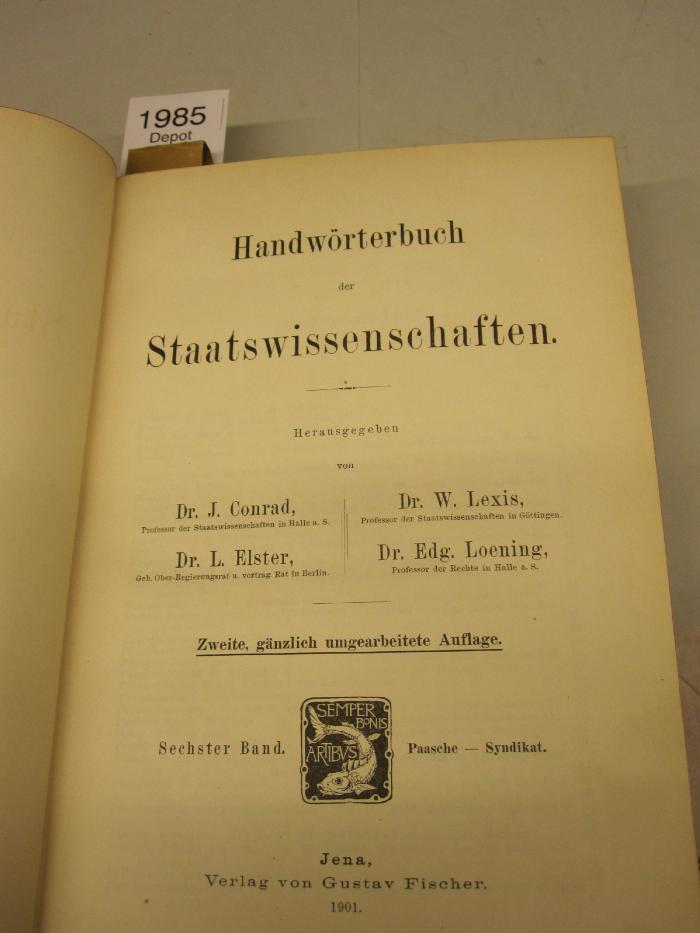 1985
Depot
Handwörterbuch
der
Staatswissenschaften.
Herausgegeben
von
Dr. J. Conrad,
Professor der Staatswissenschaften in Halle a. S.
Dr. L. Elster,
Geh. Ober-Regierungsrat u. vortrag. Rat in Berlin.
Dr. W. Lexis,
Professor der Staatswissenschaften in Göttingen.
Dr. Edg. Loening,
Professor der Rechte in Halle a. S.
Zweite, gänzlich umgearbeitete Auflage.
Sechster Band.
SEMPER
BONIS
ARTIBVS
Paasche — Syndikat.
Jena,
Verlag von Gustav Fischer.
1901.